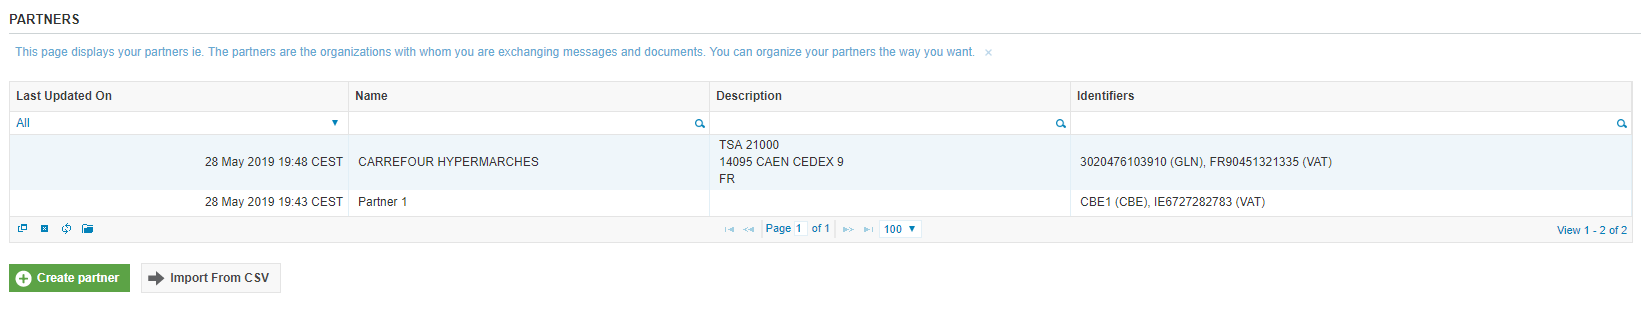 PARTNERS
This page displays your partners ie. The partners are the organizations with whom you are exchanging messages and documents. You can organize your partners the way you want. ×
Last Updated On Name Description Identifiers
All
28 May 2019 19:48 CEST CARREFOUR HYPERMARCHES TSA 21000
14095 CAEN CEDEX 9
FR 3020476103910 (GLN), FR90451321335 (VAT)
28 May 2019 19:43 CEST Partner 1 CBE1 (CBE), IE6727282783 (VAT)
Page 1 of 1 100 View 1 - 2 of 2
Create partner Import From CSV